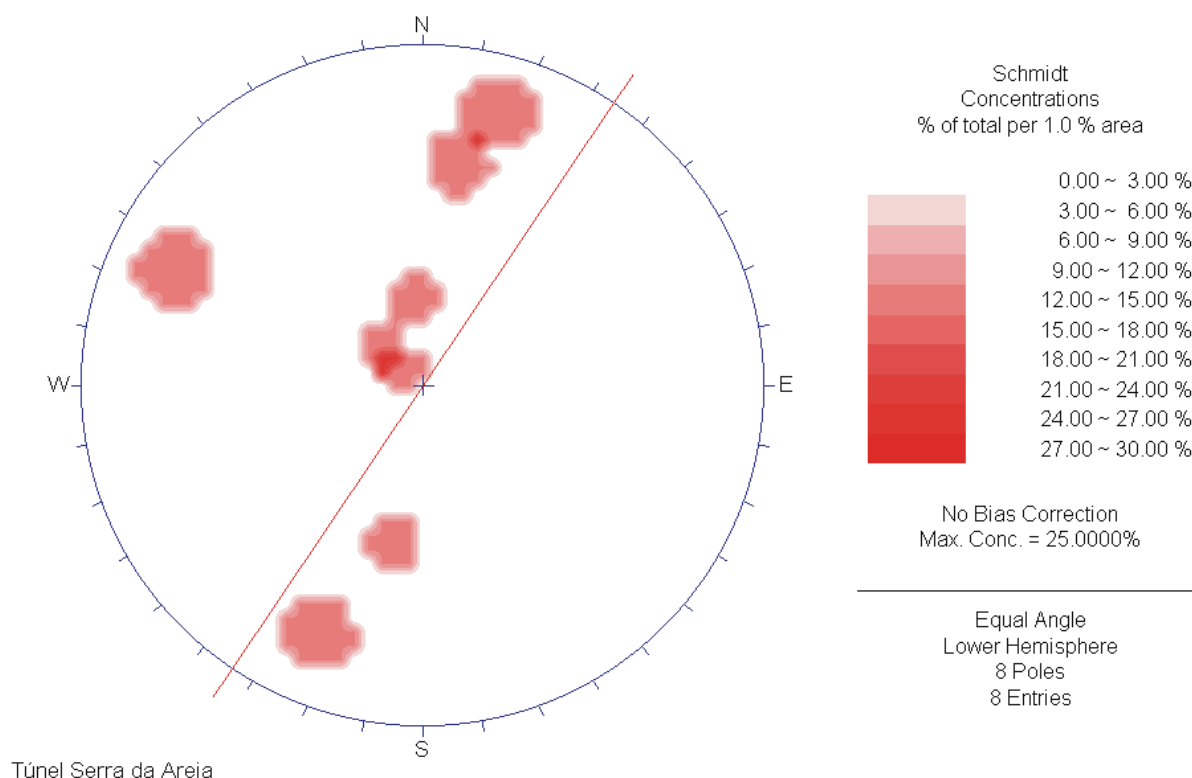 N
W
E
S
Túnel Serra da Areia
Schmidt
Concentrations
% of total per 1.0 % area
0.00 ~ 3.00 %
3.00 ~ 6.00 %
6.00 ~ 9.00 %
9.00 ~ 12.00 %
12.00 ~ 15.00 %
15.00 ~ 18.00 %
18.00 ~ 21.00 %
21.00 ~ 24.00 %
24.00 ~ 27.00 %
27.00 ~ 30.00 %
No Bias Correction
Max. Conc. = 25.0000%
Equal Angle
Lower Hemisphere
8 Poles
8 Entries